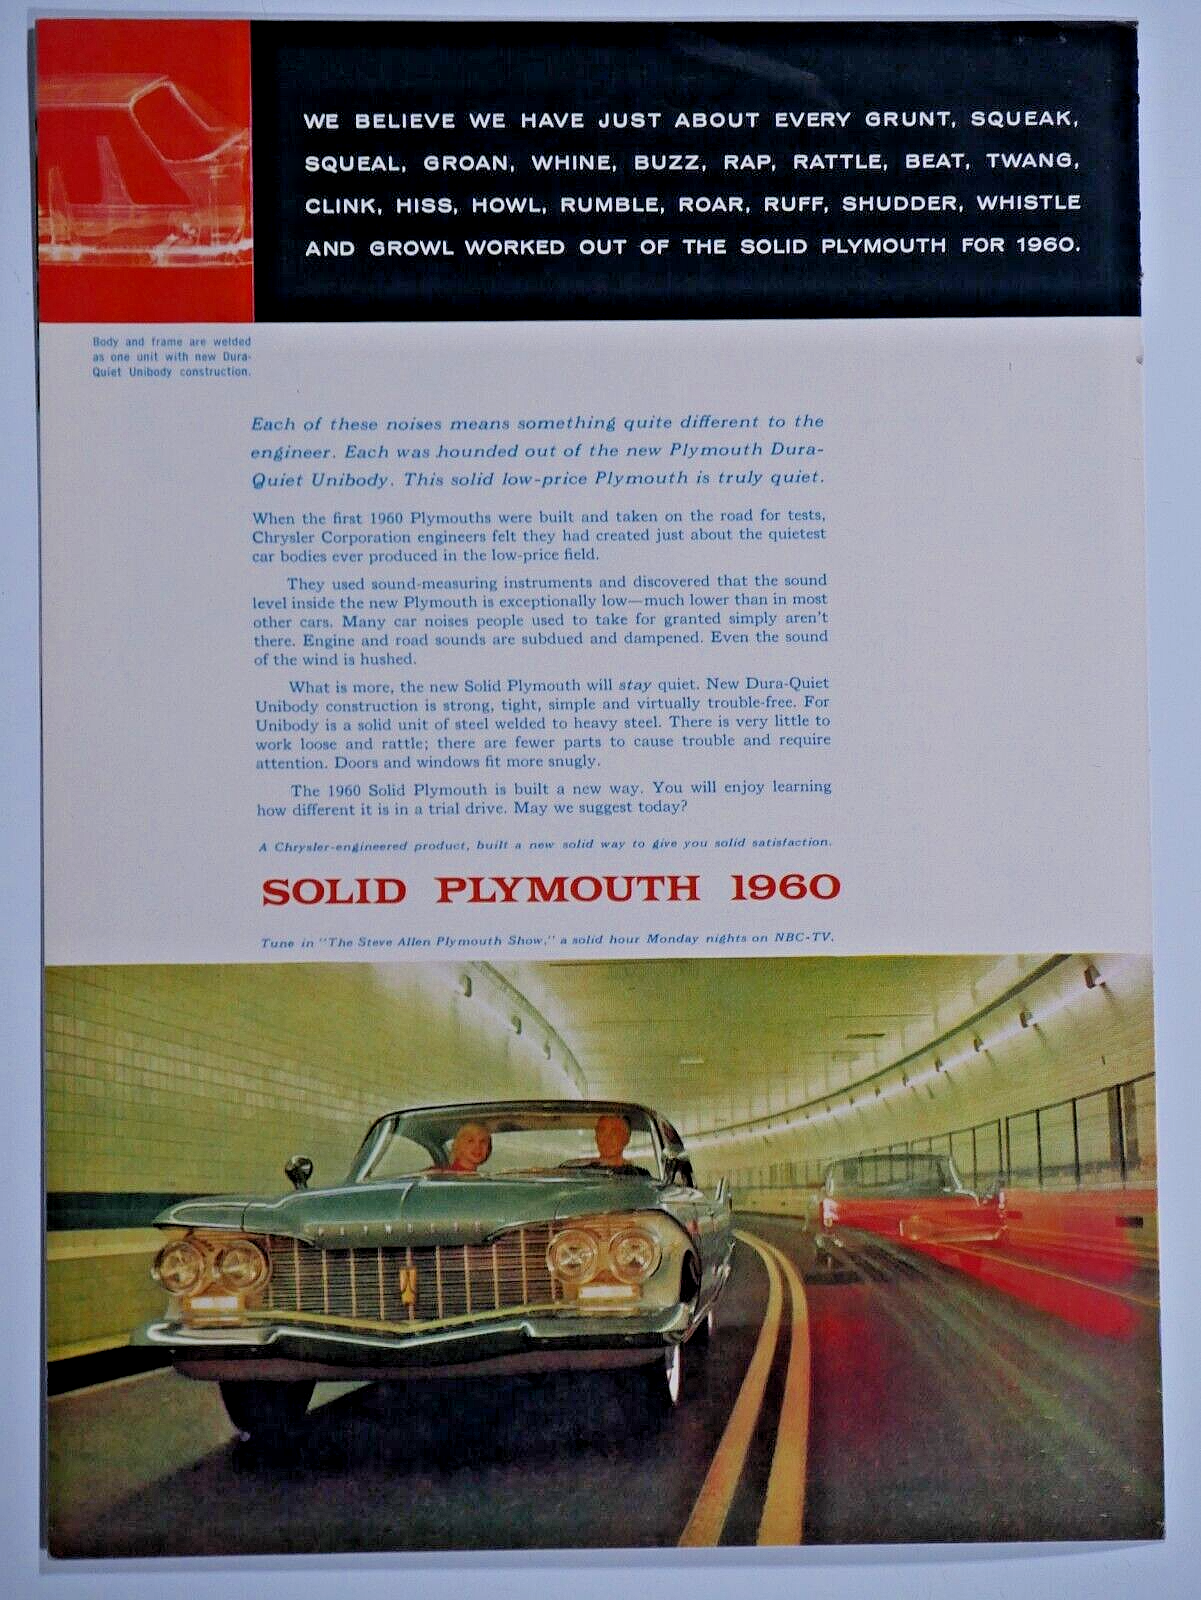 WE BELIEVE WE HAVE JUST ABOUT EVERY GRUNT, SQUEAK,
SQUEAL, GROAN, WHINE, BUZZ, RAP, RATTLE, BEAT, TWANG,
CLINK, HISS, HOWL, RUMBLE, ROAR, RUFF, SHUDDER, WHISTLE
AND GROWL WORKED OUT OF THE SOLID PLYMOUTH FOR 1960.
Body and frame are welded
as one unit with new Dura-
Quiet Unibody construction.
Each of these noises means something quite different to the
engineer. Each was hounded out of the new Plymouth Dura-
Quiet Unibody. This solid low-price Plymouth is truly quiet.
When the first 1960 Plymouths were built and taken on the road for tests,
Chrysler Corporation engineers felt they had created just about the quietest
car bodies ever produced in the low-price field.
They used sound-measuring instruments and discovered that the sound
level inside the new Plymouth is exceptionally low—much lower than in most
other cars. Many car noises people used to take for granted simply aren't
there. Engine and road sounds are subdued and dampened. Even the sound
of the wind is hushed.
What is more, the new Solid Plymouth will stay quiet. New Dura-Quiet
Unibody construction is strong, tight, simple and virtually trouble-free. For
Unibody is a solid unit of steel welded to heavy steel. There is very little to
work loose and rattle; there are fewer parts to cause trouble and require
attention. Doors and windows fit more snugly.
The 1960 Solid Plymouth is built a new way. You will enjoy learning
how different it is in a trial drive. May we suggest today?
A Chrysler-engineered product, built a new solid way to give you solid satisfaction.
SOLID PLYMOUTH 1960
Tune in "The Steve Allen Plymouth Show," a solid hour Monday nights on NBC-TV.
PLYMOUTH